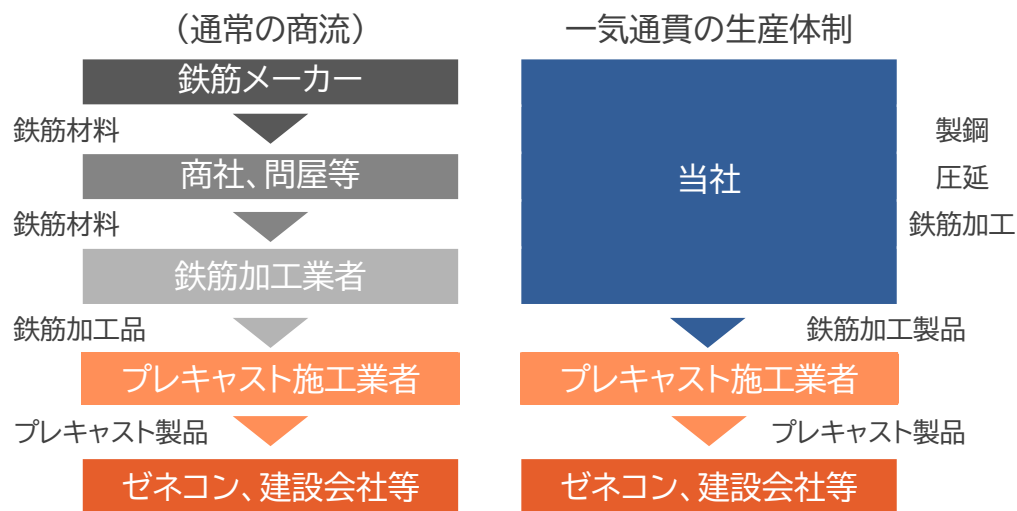 (通常の商流)
鉄筋メーカー
鉄筋材料
商社、問屋等
鉄筋材料
鉄筋加工業者
鉄筋加工品
プレキャスト施工業者
プレキャスト製品
ゼネコン、建設会社等
一気通貫の生産体制
当社
製鋼
圧延
鉄筋加工
鉄筋加工製品
プレキャスト施工業者
プレキャスト製品
ゼネコン、建設会社等